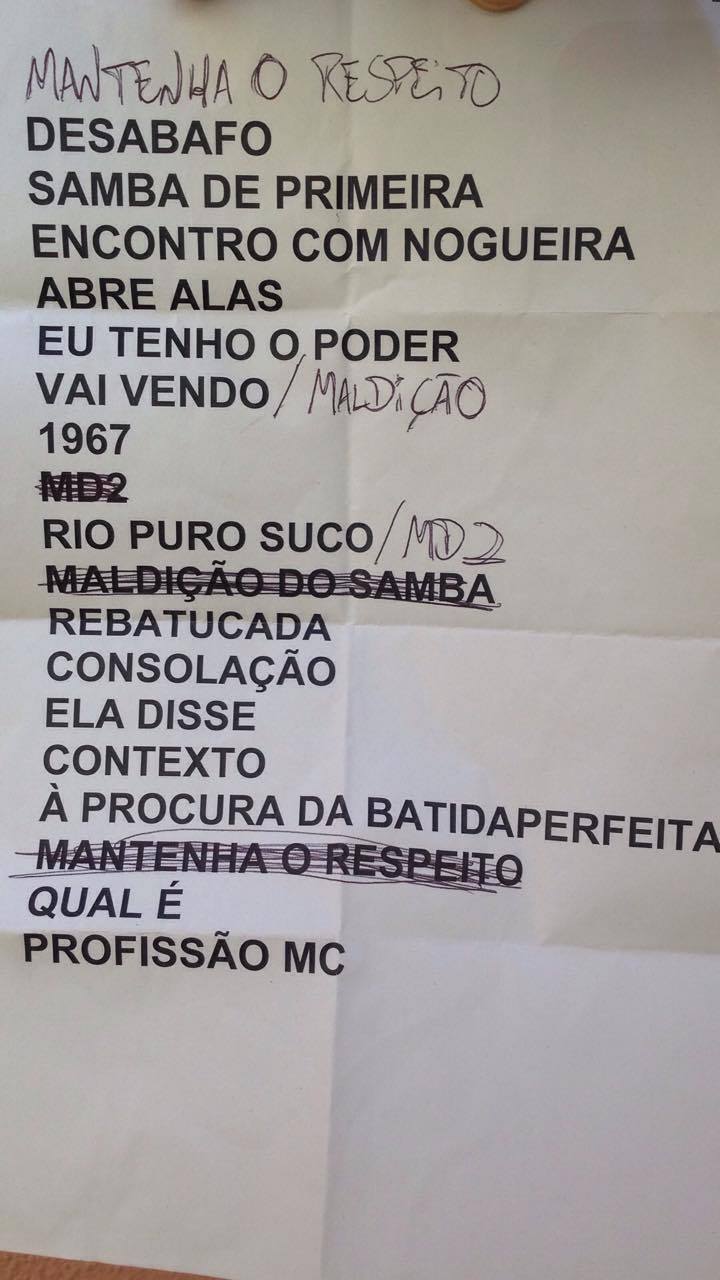 MANTENHA O RESPEITO
DESABAFO
SAMBA DE PRIMEIRA
ENCONTRO COM NOGUEIRA
ABRE ALAS
EU TENHO O PODER
VAI VENDO / MALDIÇÃO
1967
MD2
RIO PURO SUCO / MD2
MALDIÇÃO DO SAMBA
REBATUCADA
CONSOLAÇÃO
ELA DISSE
CONTEXTO
À PROCURA DA BATIDAPERFEITA
MANTENHA O RESPEITO
QUAL É
PROFISSÃO MC